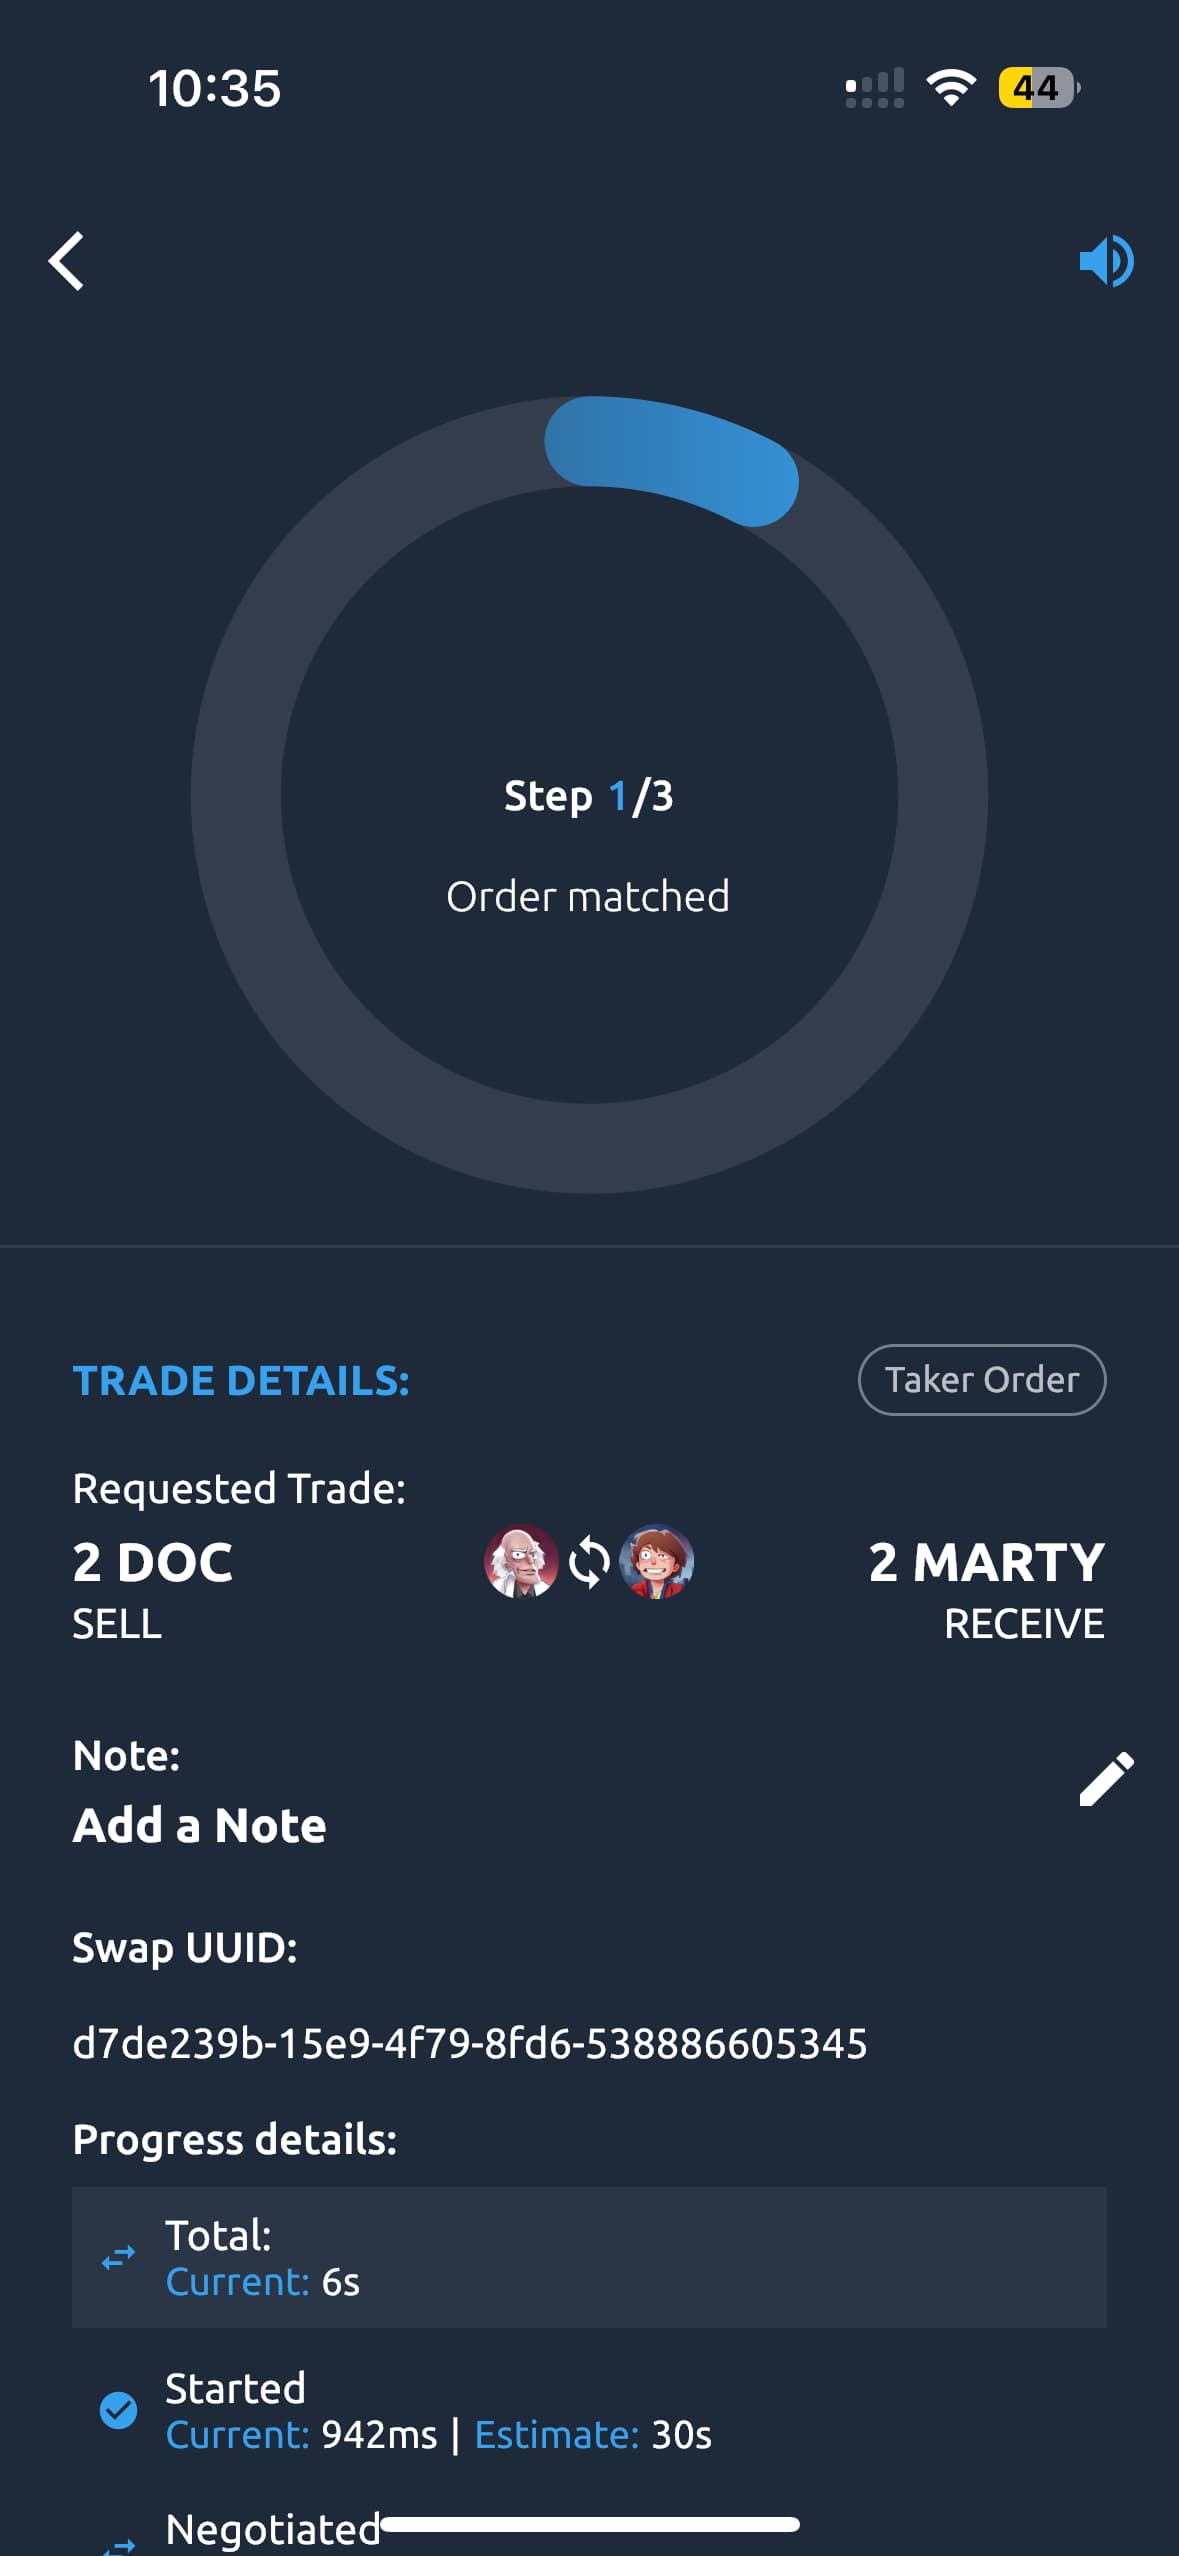 10:35
44
Step 1/3
Order matched
TRADE DETAILS:
Taker Order
Requested Trade:
2 DOC
2 MARTY
SELL
RECEIVE
Note:
Add a Note
Swap UUID:
d7de239b-15e9-4f79-8fd6-538886605345
Progress details:
Total:
Current: 6s
Started
Current: 942ms | Estimate: 30s
Negotiated